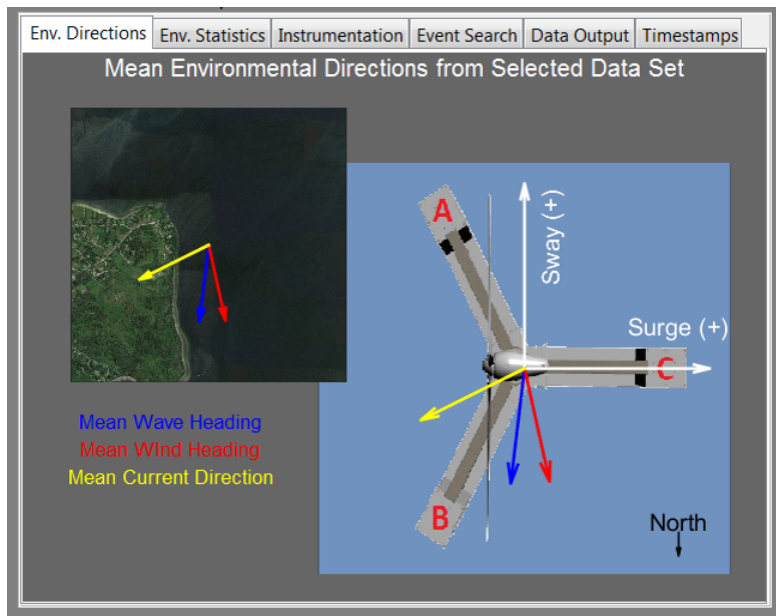 Env. Directions Env. Statistics Instrumentation Event Search Data Output Timestamps
Mean Environmental Directions from Selected Data Set
A
Sway (+)
Surge (+)
C
Mean Wave Heading
Mean WInd Heading
Mean Current Direction
B
North